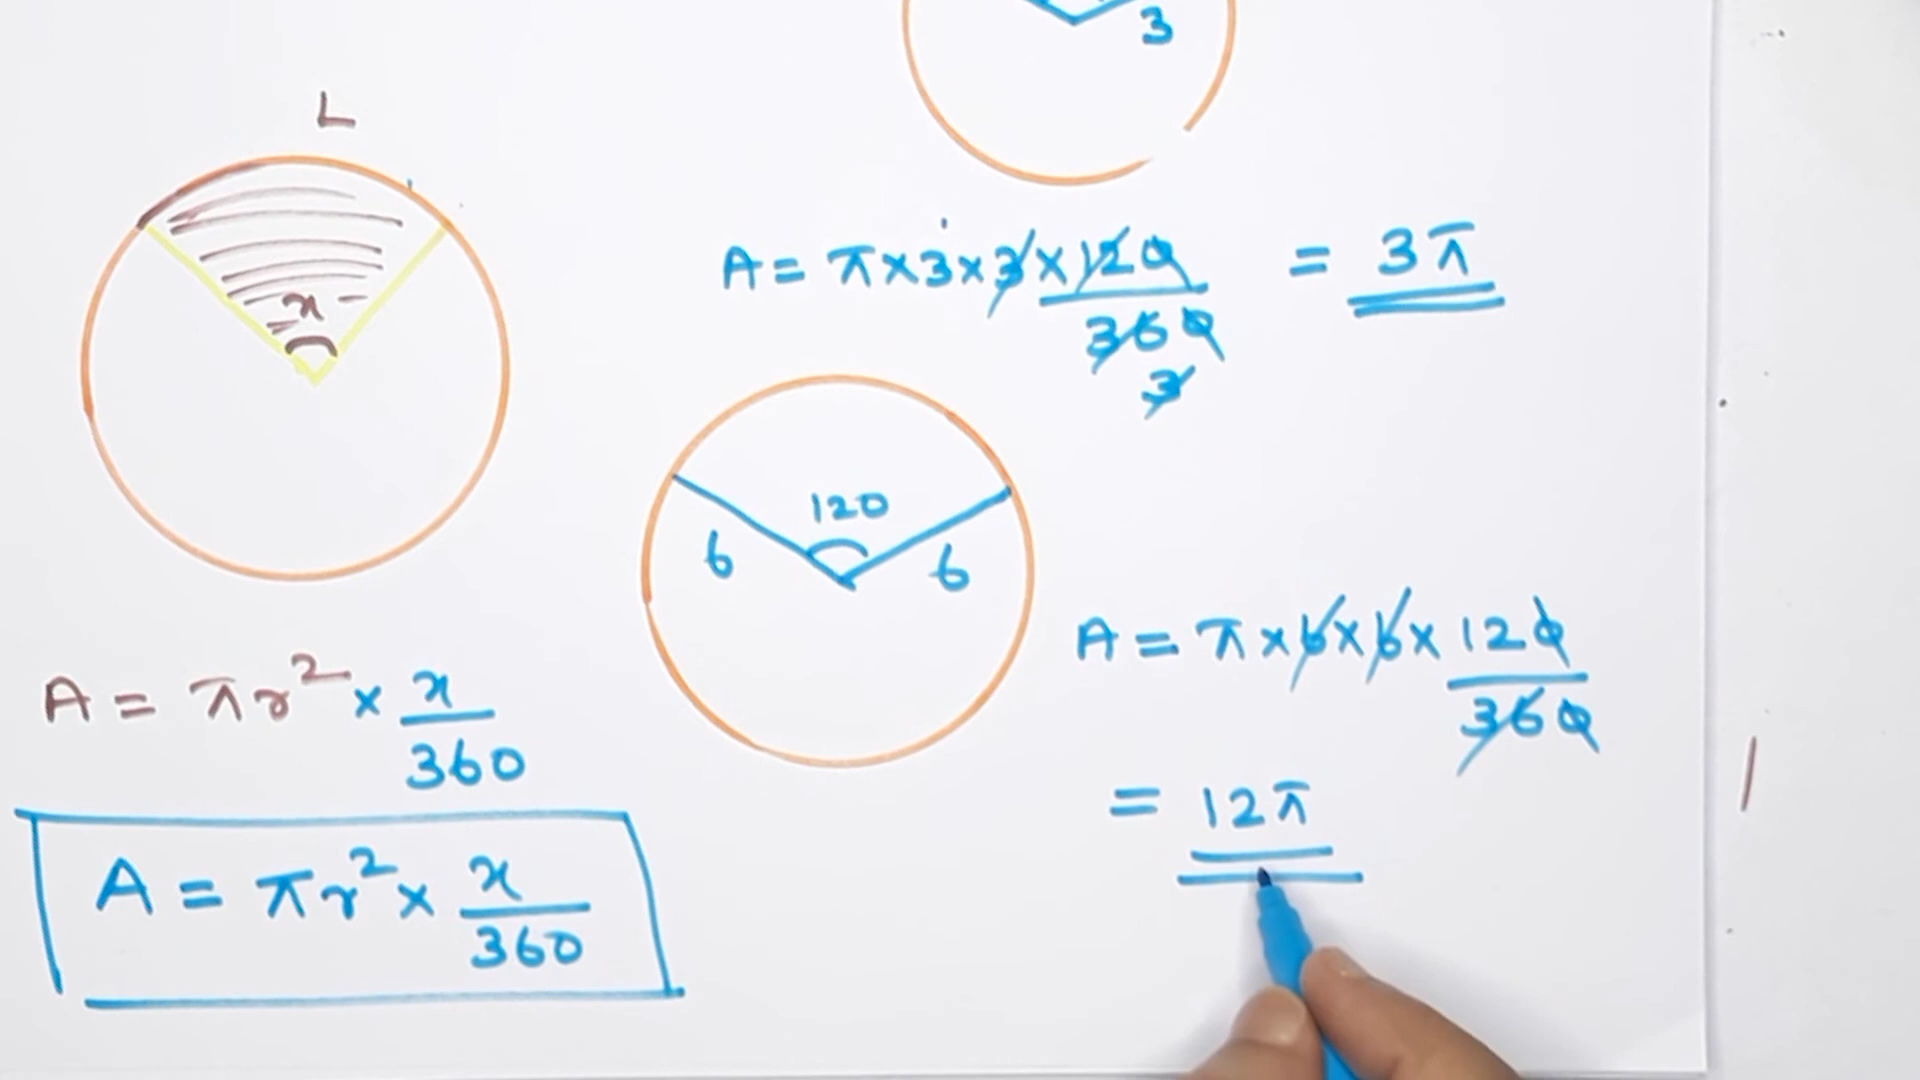 3
L
A = π×3×3×120/360 = 3π
3
x
120
6 6
A = π×6×6×120/360
= 12π
A = πr²×x/360
A = πr²×x/360